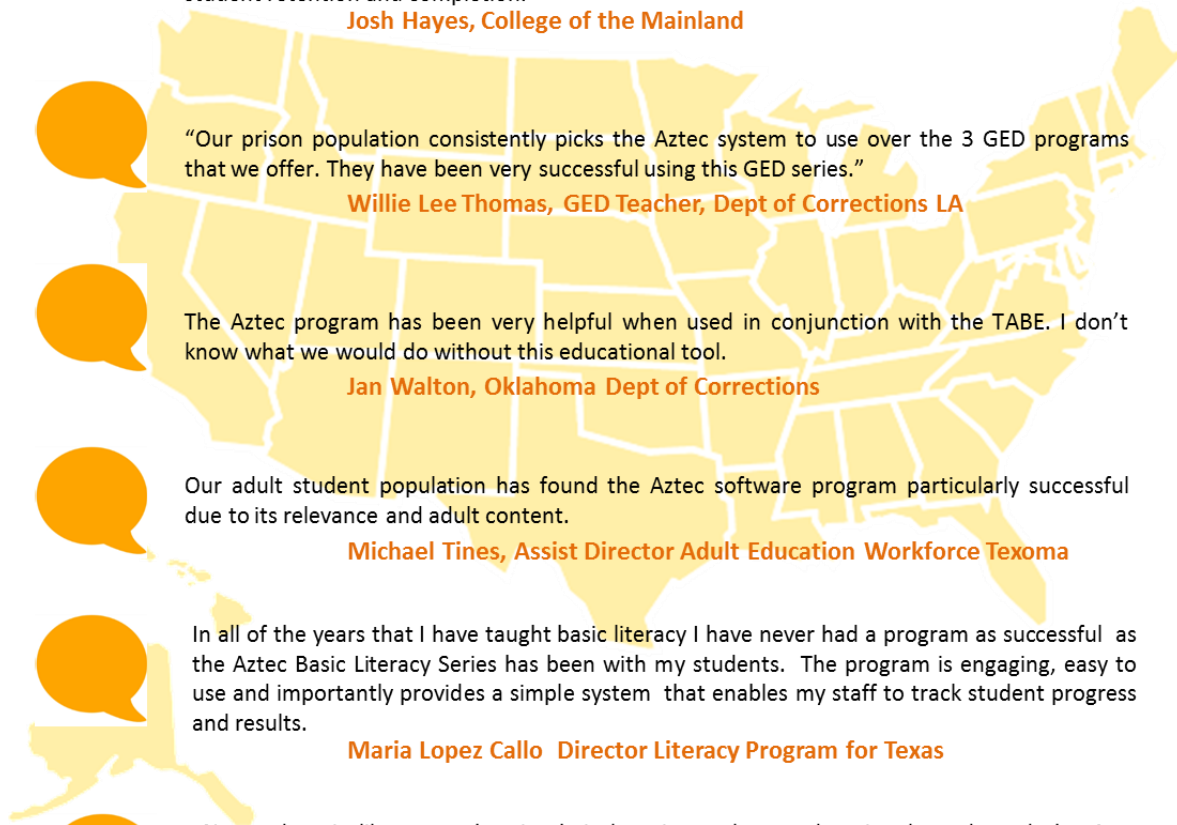 student retention and completion.
Josh Hayes, College of the Mainland
“Our prison population consistently picks the Aztec system to use over the 3 GED programs
that we offer. They have been very successful using this GED series.”
Willie Lee Thomas, GED Teacher, Dept of Corrections LA
The Aztec program has been very helpful when used in conjunction with the TABE. I don’t
know what we would do without this educational tool.
Jan Walton, Oklahoma Dept of Corrections
Our adult student population has found the Aztec software program particularly successful
due to its relevance and adult content.
Michael Tines, Assist Director Adult Education Workforce Texoma
In all of the years that I have taught basic literacy I have never had a program as successful as
the Aztec Basic Literacy Series has been with my students. The program is engaging, easy to
use and importantly provides a simple system that enables my staff to track student progress
and results.
Maria Lopez Callo Director Literacy Program for Texas